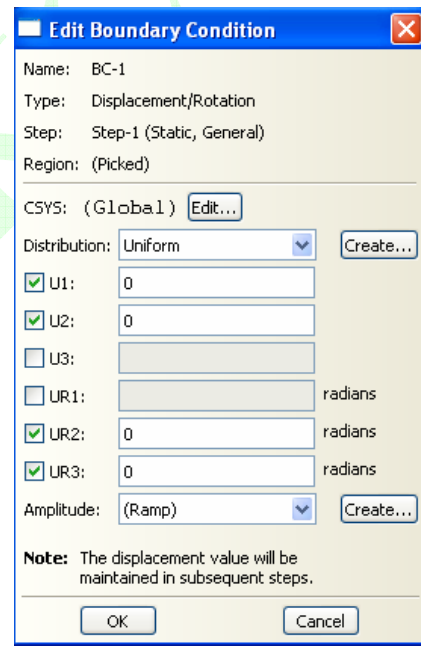 Edit Boundary Condition
Name: BC-1
Type: Displacement/Rotation
Step: Step-1 (Static, General)
Region: (Picked)
CSYS: (Global) Edit...
Distribution: Uniform Create...
U1: 0
U2: 0
U3:
UR1: radians
UR2: 0 radians
UR3: 0 radians
Amplitude: (Ramp) Create...
Note: The displacement value will be
maintained in subsequent steps.
OK Cancel